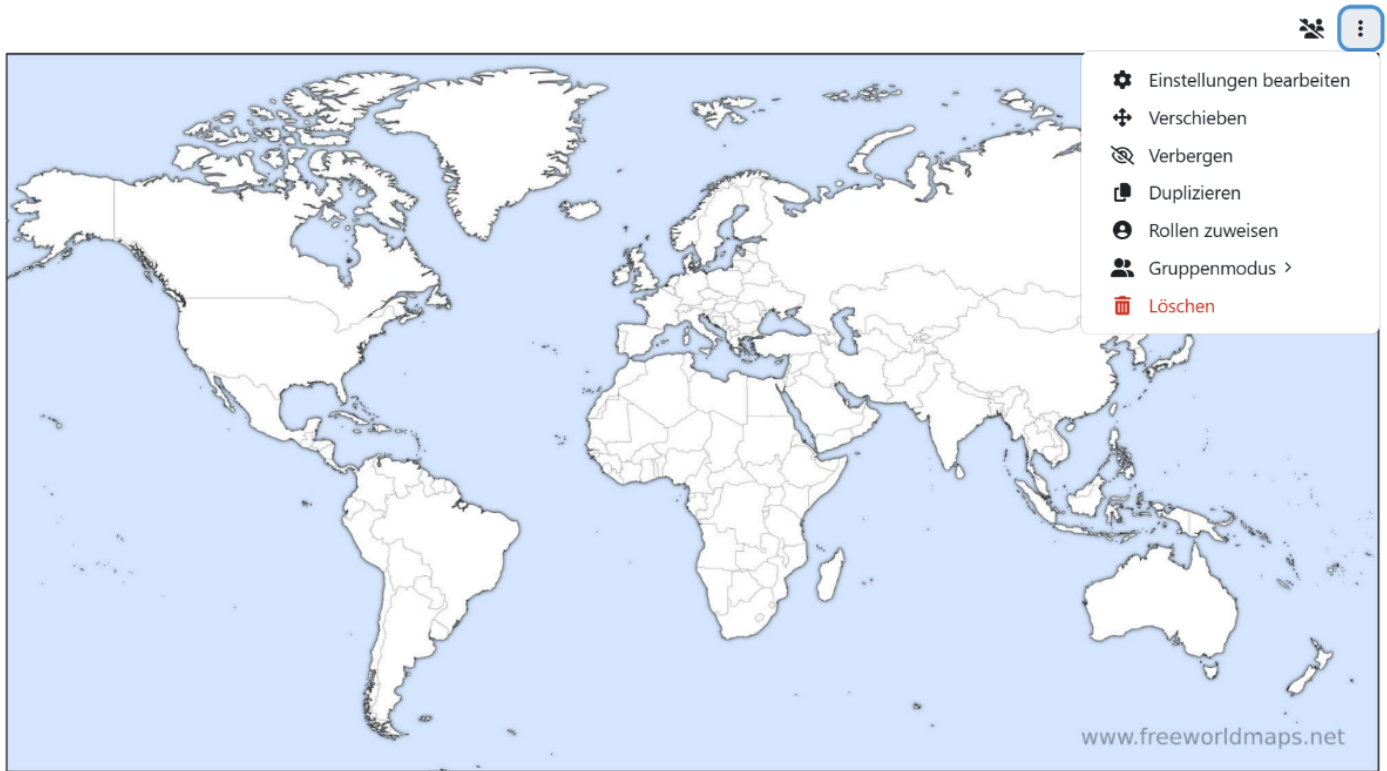 Einstellungen bearbeiten
Verschieben
Verbergen
Duplizieren
Rollen zuweisen
Gruppenmodus
Löschen
www.freeworldmaps.net